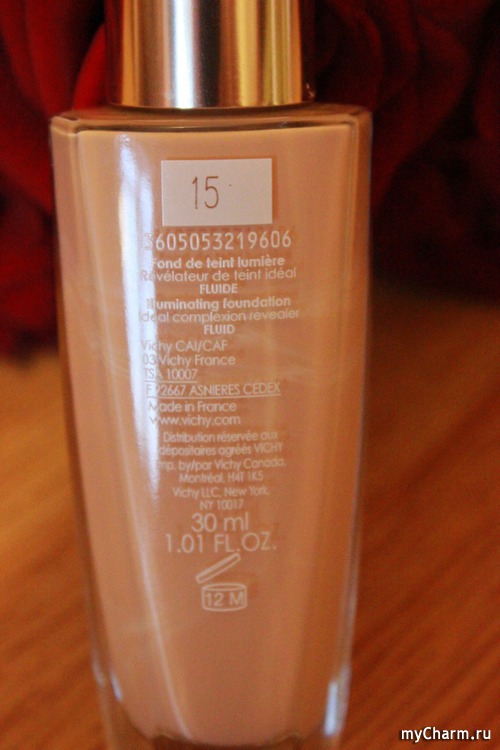 15
3605053219606
Fond de teint lumière
Révélateur de teint idéal
FLUIDE
Illuminating foundation
Ideal complexion revealer
FLUID
Vichy CAI/CAF
03 Vichy France
TSA 10007
F 92667 ASNIERES CEDEX
Made in France
www.vichy.com
Distribution réservée aux
dépositaires agréés VICHY
Imp. by/par Vichy Canada,
Montréal, H4T 1K5
Vichy LLC, New York,
NY 10017
30 ml
1.01 FL.OZ.
12 M
myCharm.ru